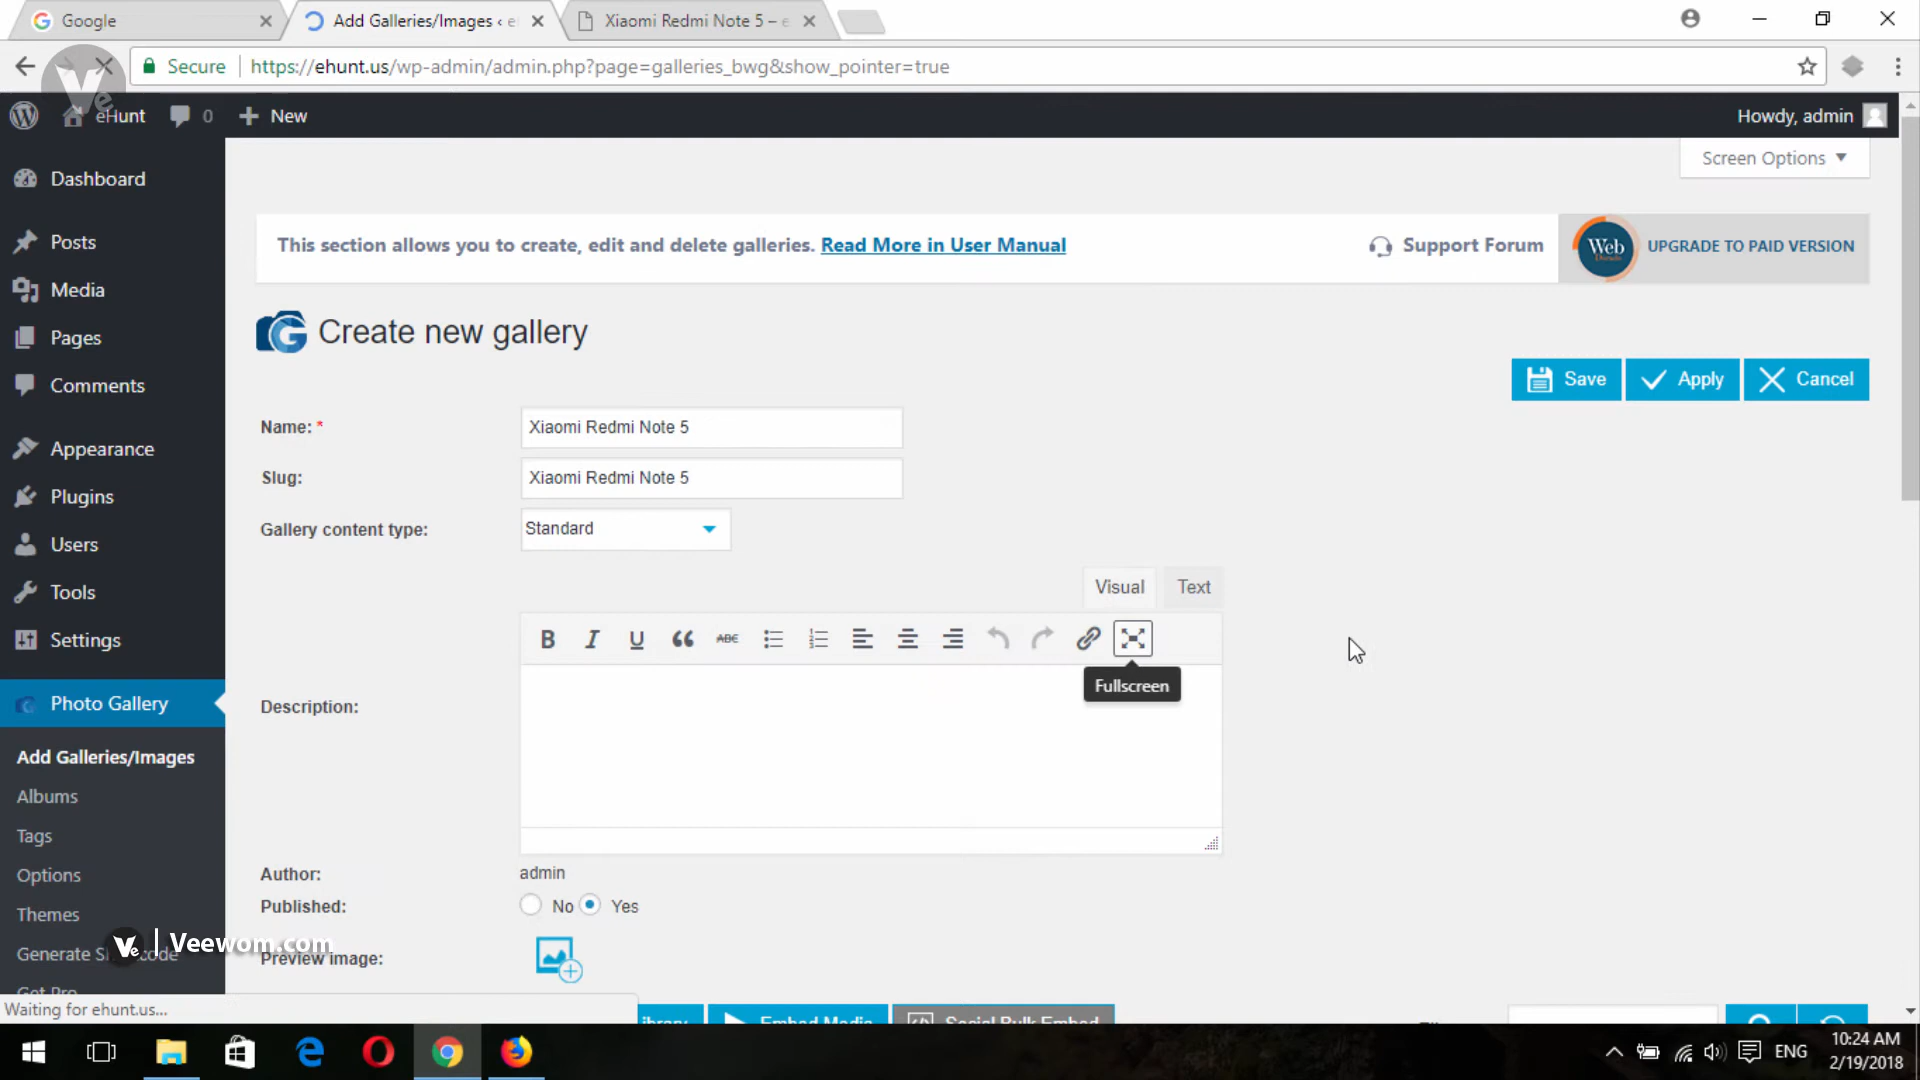 Google
Add Galleries/Images ‹ e
Xiaomi Redmi Note 5 – e
Secure
https://ehunt.us/wp-admin/admin.php?page=galleries_bwg&show_pointer=true
Ve
eHunt
0
New
Howdy, admin
Screen Options
Dashboard
Posts
Media
Pages
Comments
Appearance
Plugins
Users
Tools
Settings
Photo Gallery
Add Galleries/Images
Albums
Tags
Options
Themes
Generate
Get Pro
This section allows you to create, edit and delete galleries. Read More in User Manual
Support Forum
Web
UPGRADE TO PAID VERSION
Create new gallery
Save
Apply
Cancel
Name: *
Xiaomi Redmi Note 5
Slug:
Xiaomi Redmi Note 5
Gallery content type:
Standard
Visual
Text
B I U ABC
Fullscreen
Description:
Author:
admin
Published:
No
Yes
Preview image:
Ve | Veewom.com
Waiting for ehunt.us...
Embed Media
Social Bulk Embed
ENG
10:24 AM
2/19/2018